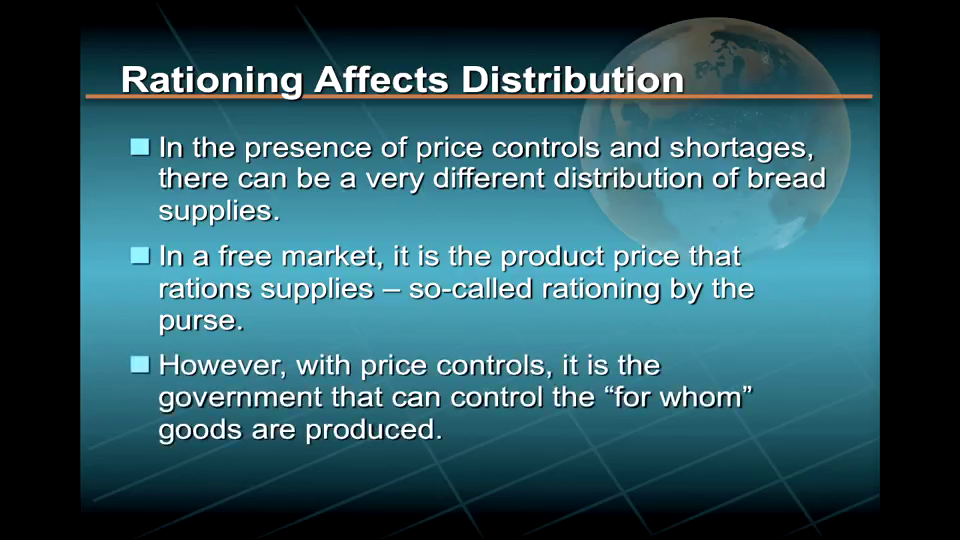 Rationing Affects Distribution
In the presence of price controls and shortages,
there can be a very different distribution of bread
supplies.
In a free market, it is the product price that
rations supplies – so-called rationing by the
purse.
However, with price controls, it is the
government that can control the “for whom”
goods are produced.